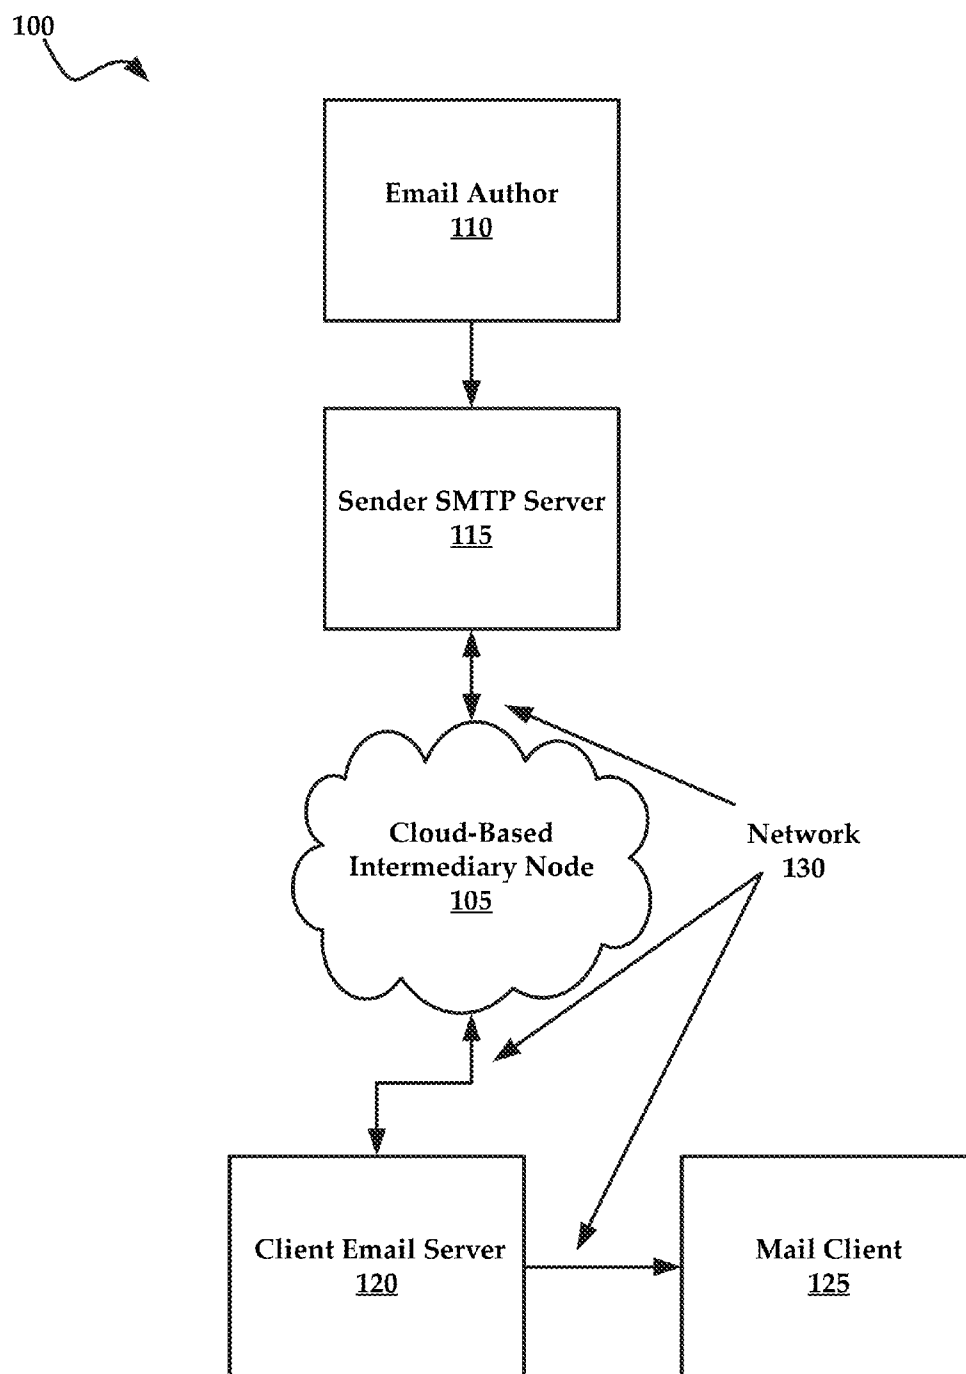 100
Email Author
110
Sender SMTP Server
115
Cloud-Based
Intermediary Node
105
Network
130
Client Email Server
120
Mail Client
125